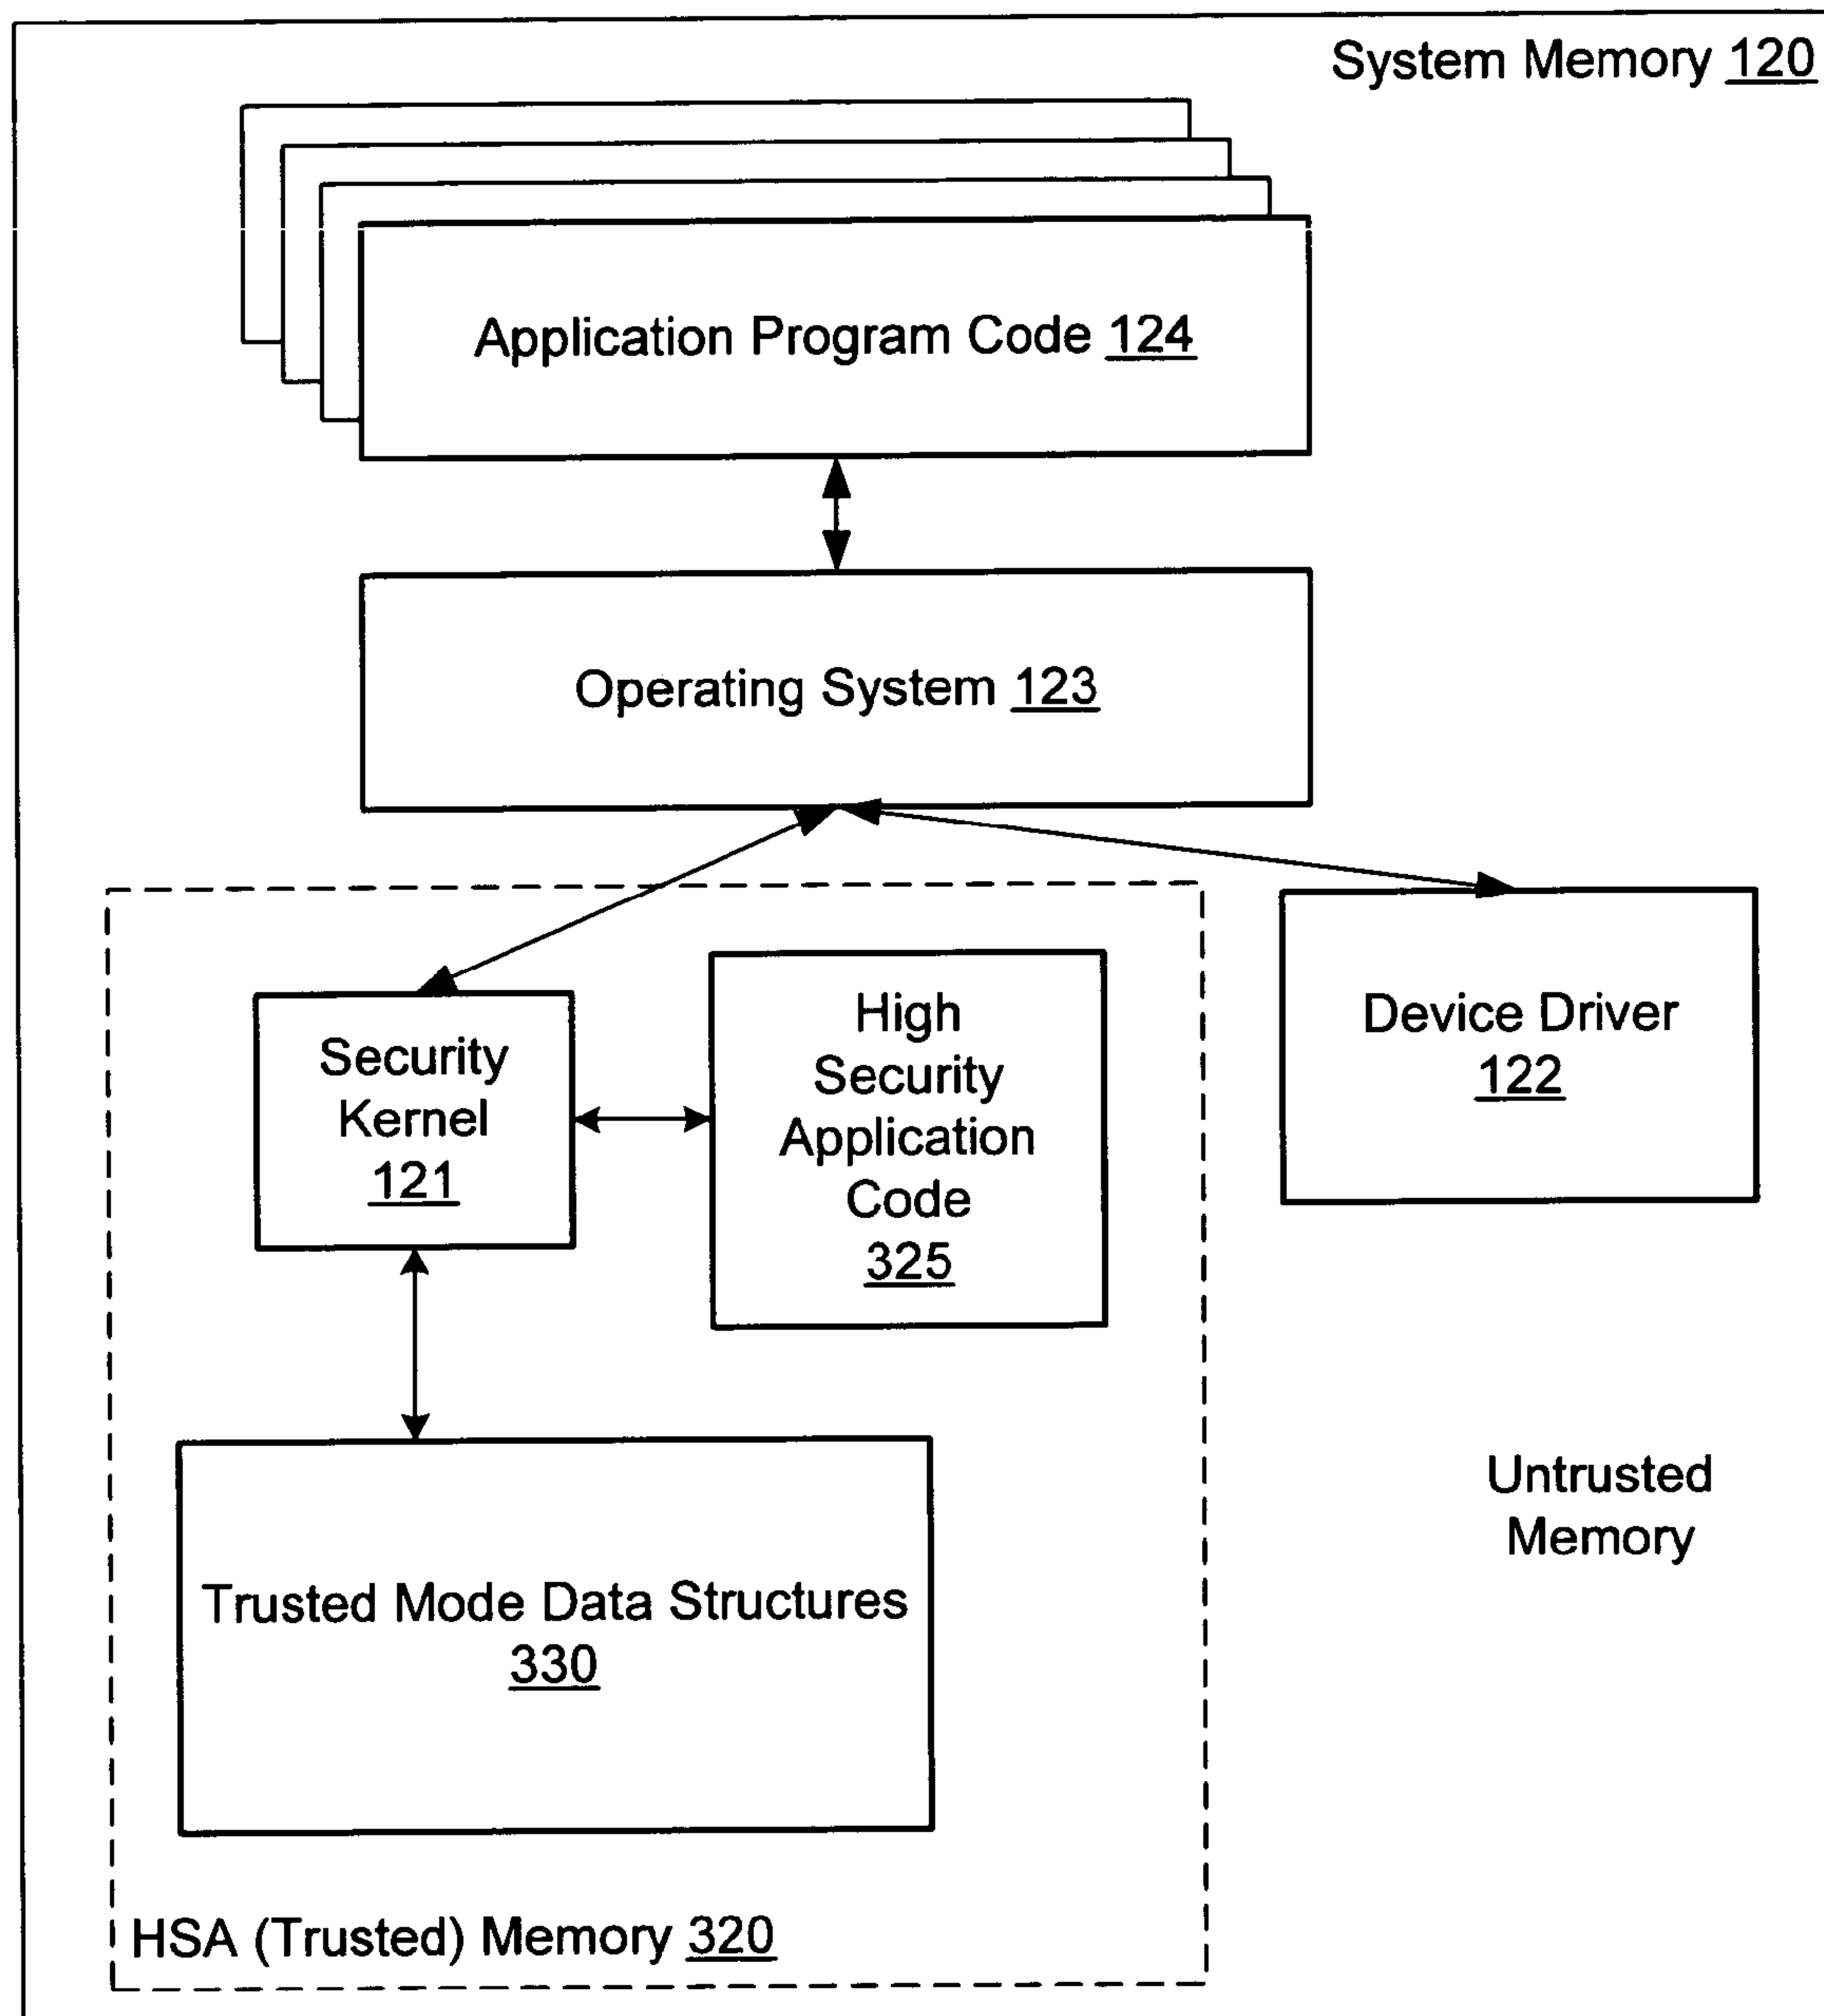 System Memory 120
Application Program Code 124
Operating System 123
Security
Kernel
121
High
Security
Application
Code
325
Device Driver
122
Trusted Mode Data Structures
330
Untrusted
Memory
HSA (Trusted) Memory 320